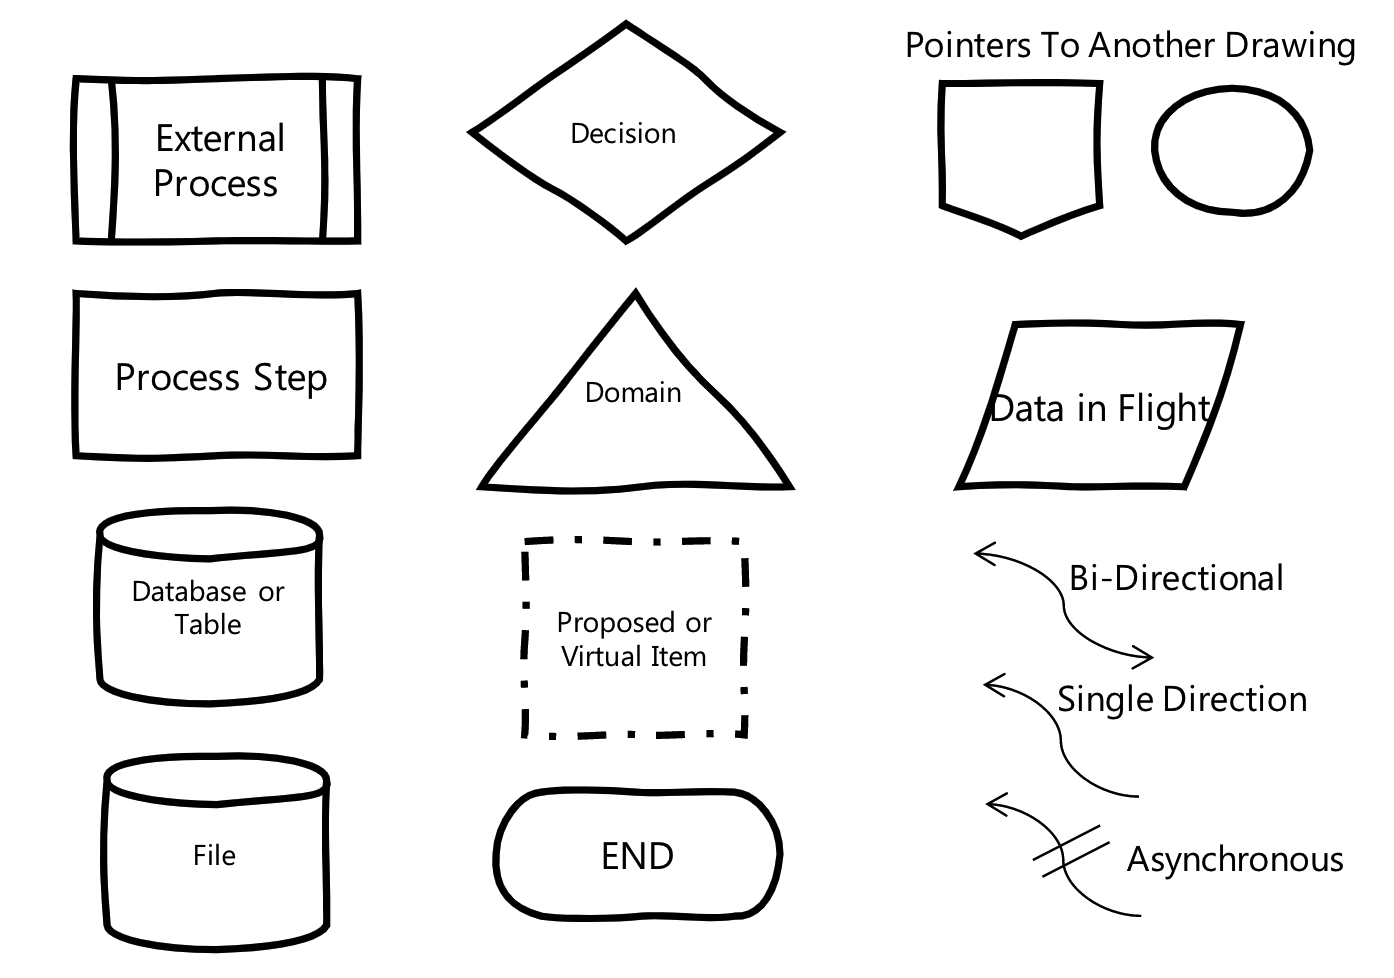 External
Process
Process Step
Database or
Table
File
Decision
Domain
Proposed or
Virtual Item
END
Pointers To Another Drawing
Data in Flight
Bi-Directional
Single Direction
Asynchronous